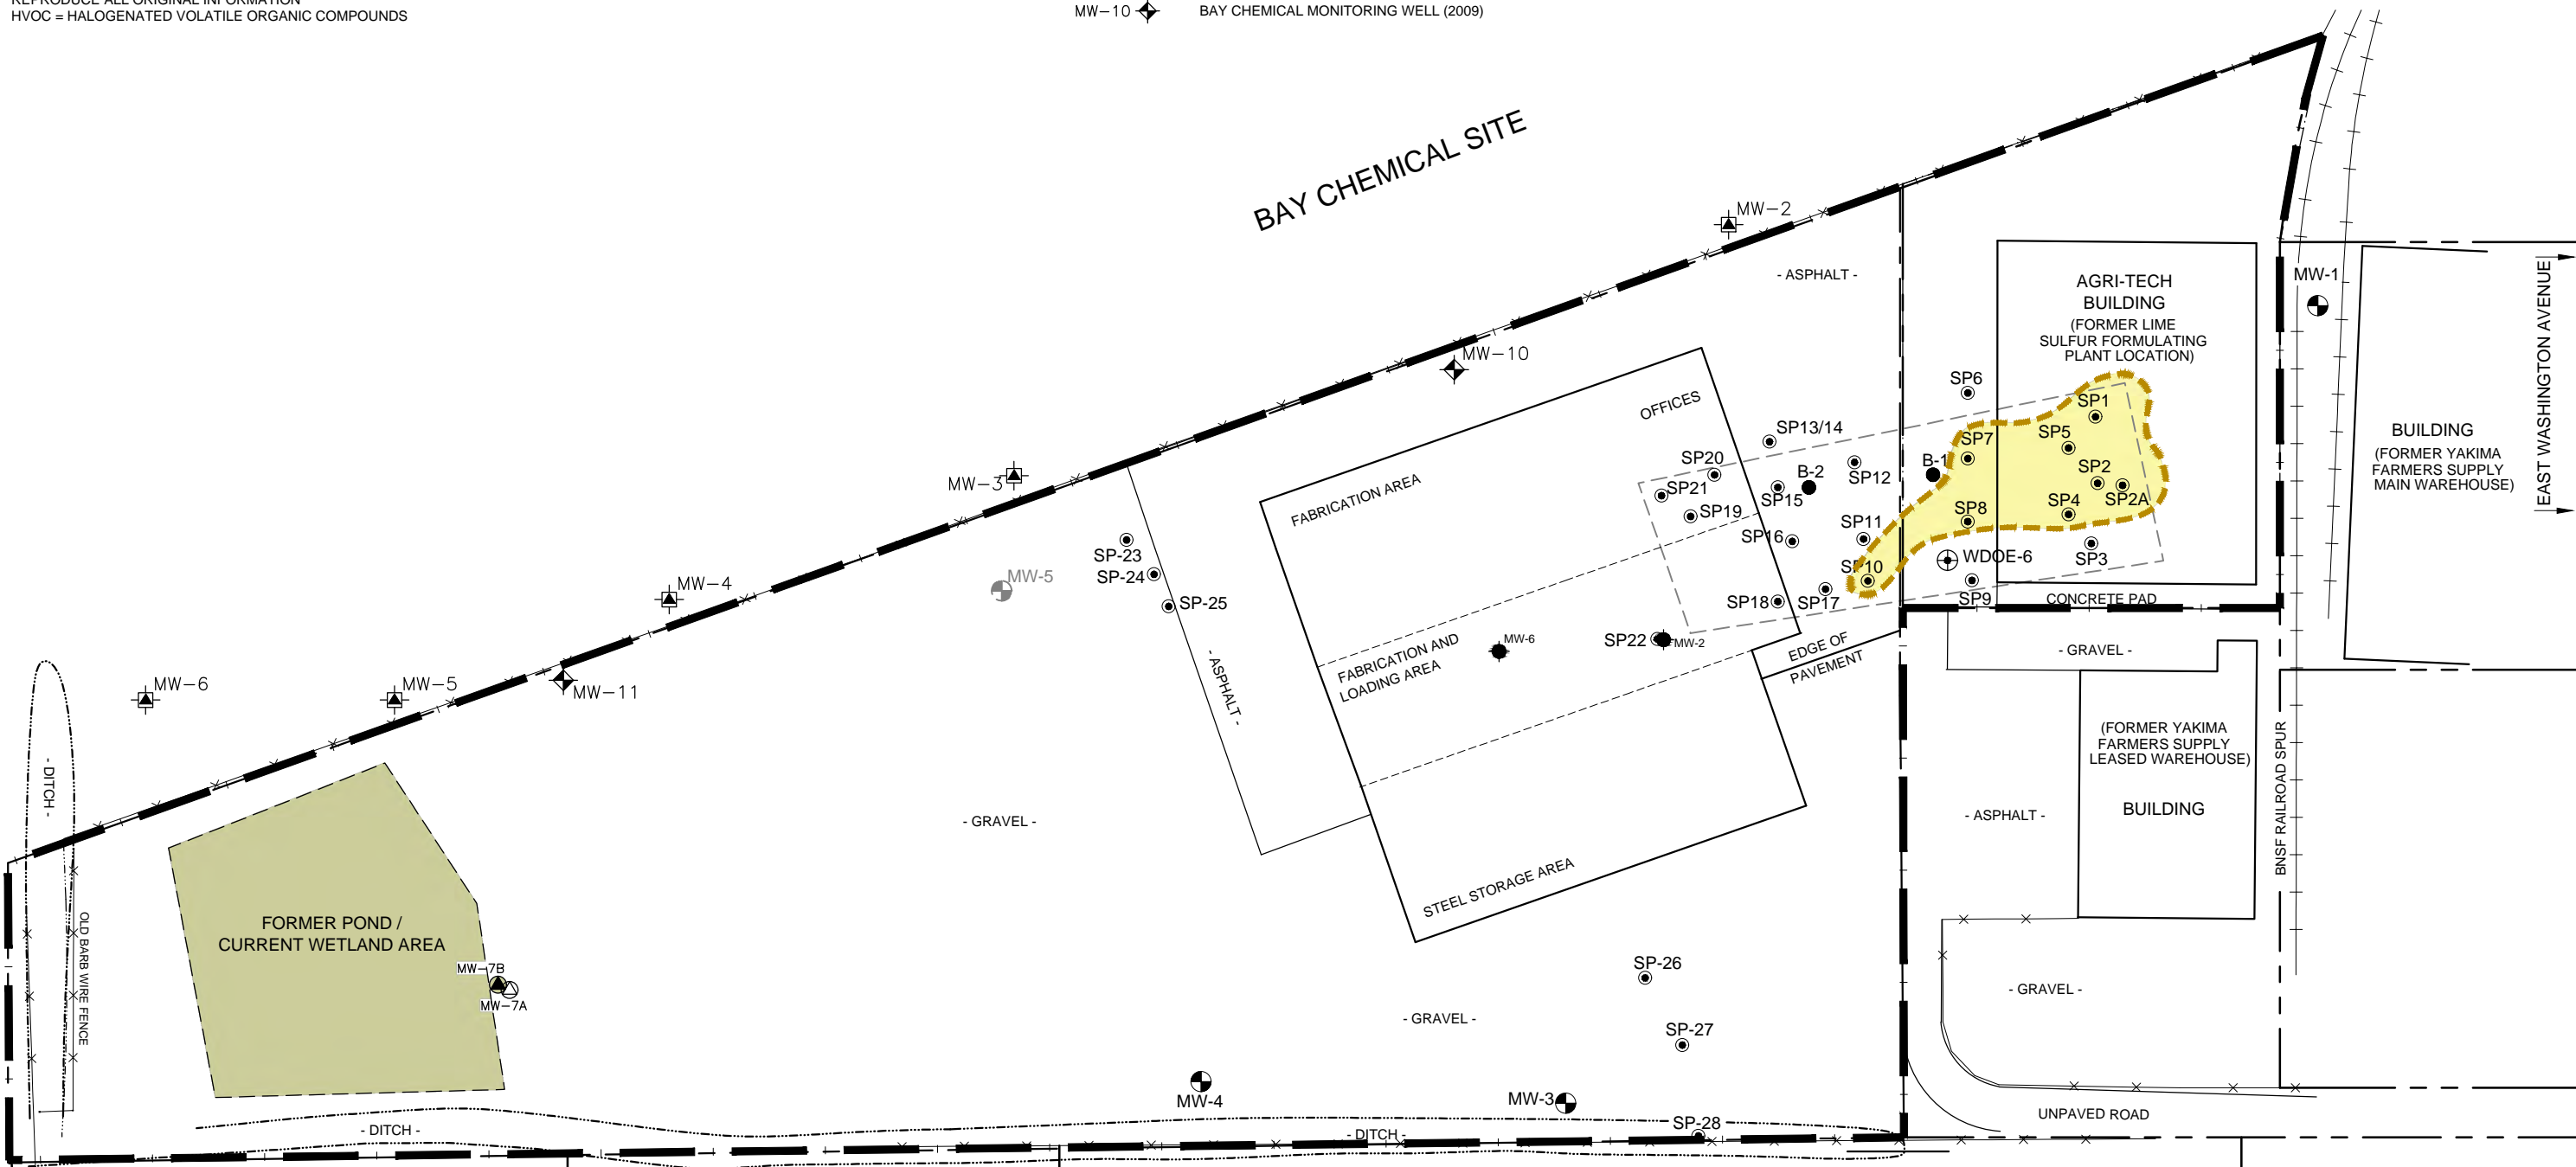 REPRODUCE ALL ORIGINAL INFORMATION
HVOC = HALOGENATED VOLATILE ORGANIC COMPOUNDS
MW-10
BAY CHEMICAL MONITORING WELL (2009)
BAY CHEMICAL SITE
MW-2
- ASPHALT -
AGRI-TECH
BUILDING
(FORMER LIME
SULFUR FORMULATING
PLANT LOCATION)
MW-1
EAST WASHINGTON AVENUE
BUILDING
(FORMER YAKIMA
FARMERS SUPPLY
MAIN WAREHOUSE)
MW-10
OFFICES
FABRICATION AREA
SP6
SP1
SP7
SP5
SP13/14
SP20
B-2
SP12
B-1
SP2
SP21
SP15
SP2A
SP19
SP4
SP8
SP11
SP16
WDOE-6
SP3
SP10
SP9
CONCRETE PAD
SP18
SP17
MW-3
SP-23
SP-24
SP-25
MW-5
MW-4
- ASPHALT -
FABRICATION AND
LOADING AREA
MW-6
SP22
MW-2
EDGE OF
PAVEMENT
- GRAVEL -
MW-6
MW-5
MW-11
- DITCH -
(FORMER YAKIMA
FARMERS SUPPLY
LEASED WAREHOUSE)
BUILDING
BNSF RAILROAD SPUR
- ASPHALT -
- GRAVEL -
STEEL STORAGE AREA
OLD BARB WIRE FENCE
FORMER POND /
CURRENT WETLAND AREA
MW-7B
MW-7A
SP-26
- GRAVEL -
- GRAVEL -
SP-27
MW-4
MW-3
SP-28
UNPAVED ROAD
- DITCH -
- DITCH -